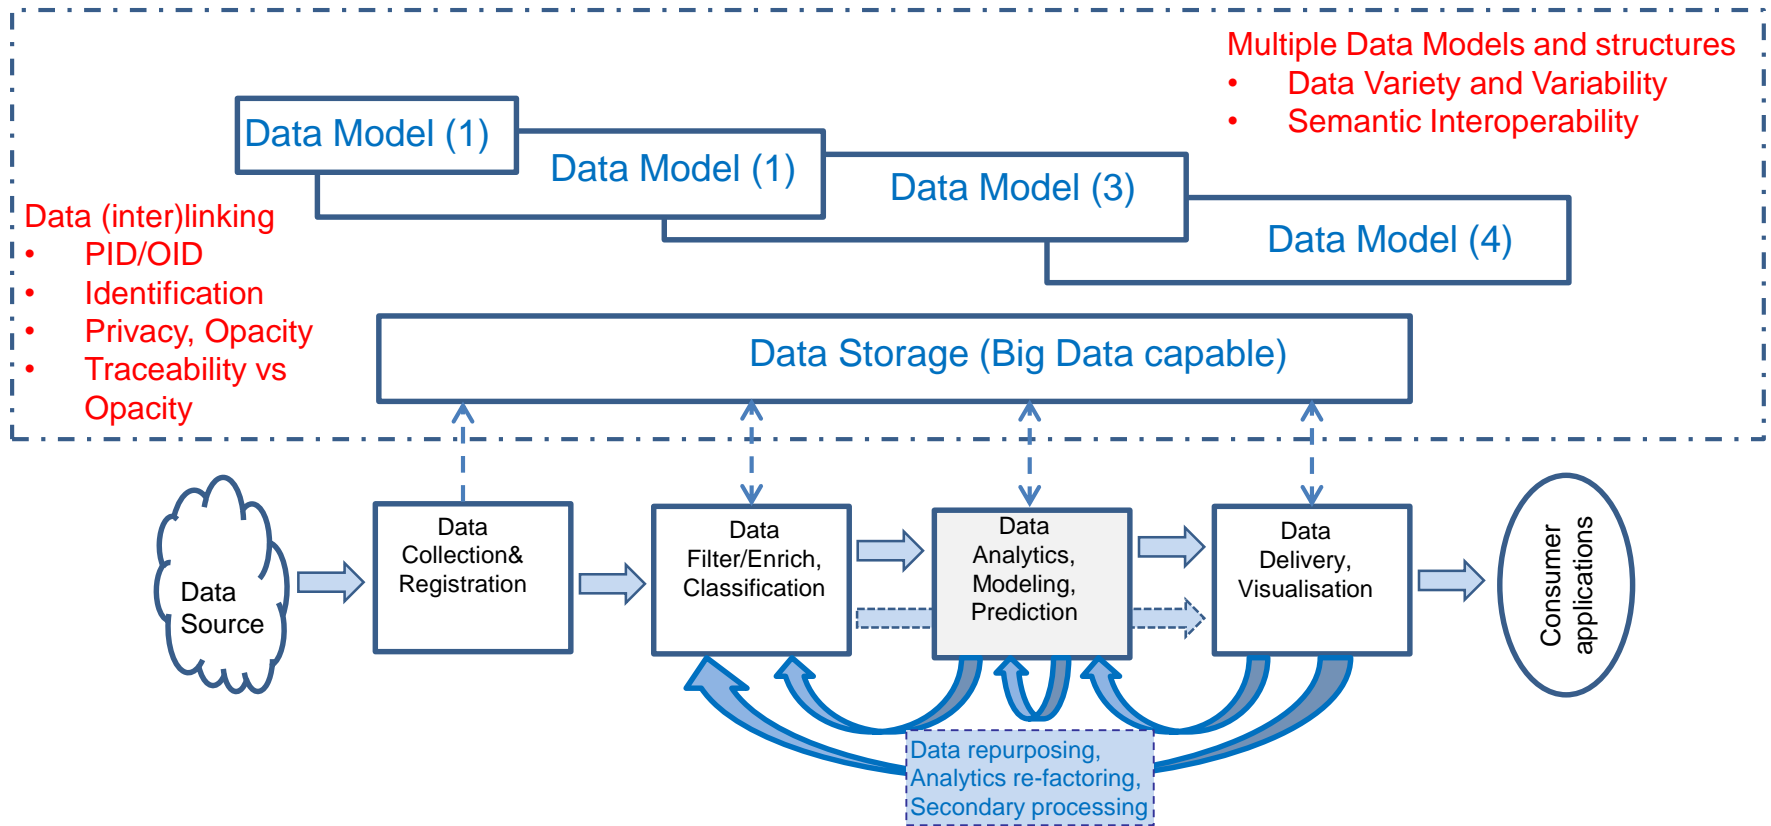 Multiple Data Models and structures
• Data Variety and Variability
• Semantic Interoperability
Data Model (1)
Data Model (1)
Data Model (3)
Data Model (4)
Data (inter)linking
• PID/OID
• Identification
• Privacy, Opacity
• Traceability vs
Opacity
Data Storage (Big Data capable)
Data
Source
Data
Collection&
Registration
Data
Filter/Enrich,
Classification
Data
Analytics,
Modeling,
Prediction
Data
Delivery,
Visualisation
Consumer
applications
Data repurposing,
Analytics re-factoring,
Secondary processing